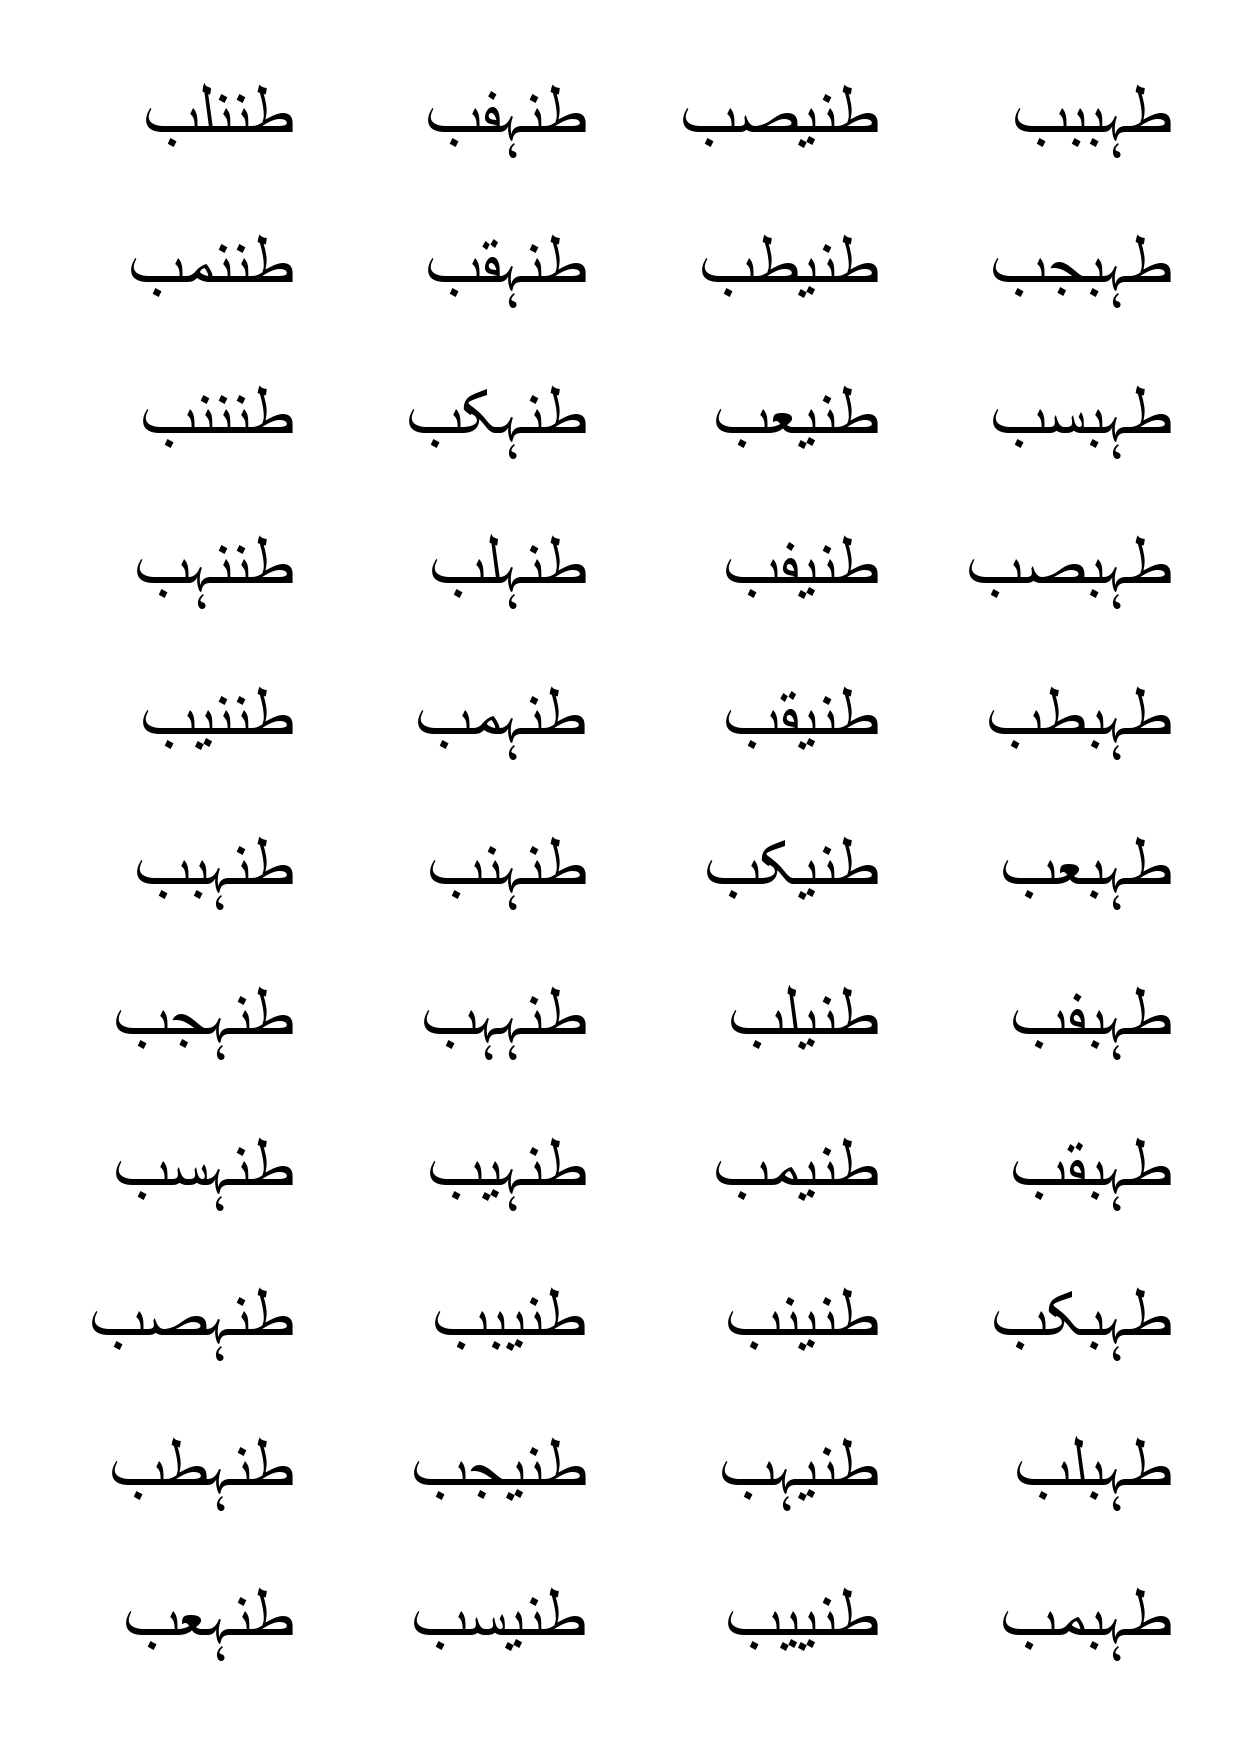 طہببب طنیصب طنہفب طننلب
طہبجب طنیطب طنہقب طننمب
طہبسب طنیعب طنہکب طنننب
طہبصب طنیفب طنہلب طننہب
طہبطب طنیقب طنہمب طننیب
طہبعب طنیکب طنہنب طنہبب
طہبفب طنیلب طنہہب طنہجب
طہبقب طنیمب طنہیب طنہسب
طہبکب طنینب طنیبب طنہصب
طہبلب طنیہب طنیجب طنہطب
طہبمب طنییب طنیسب طنہعب